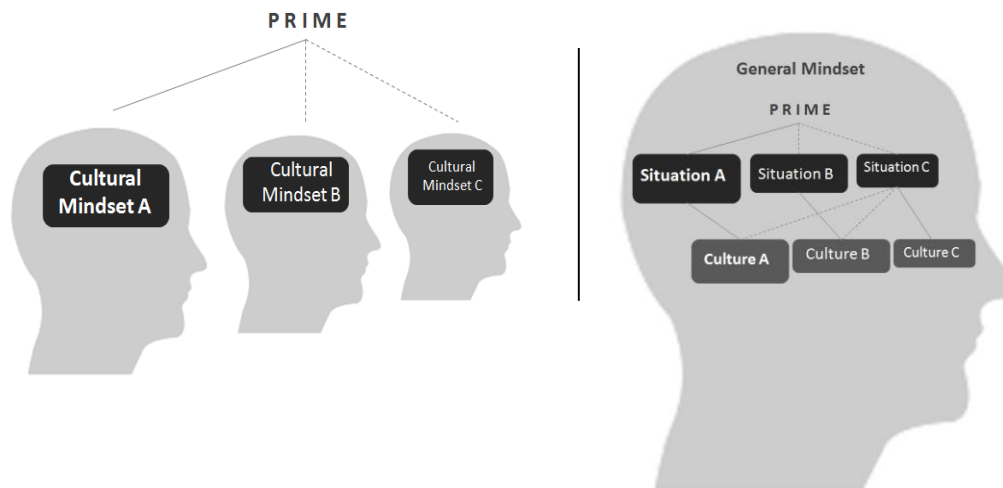 PRIME
Cultural
Mindset A
Cultural
Mindset B
Cultural
Mindset C
General Mindset
PRIME
Situation A
Situation B
Situation C
Culture A
Culture B
Culture C